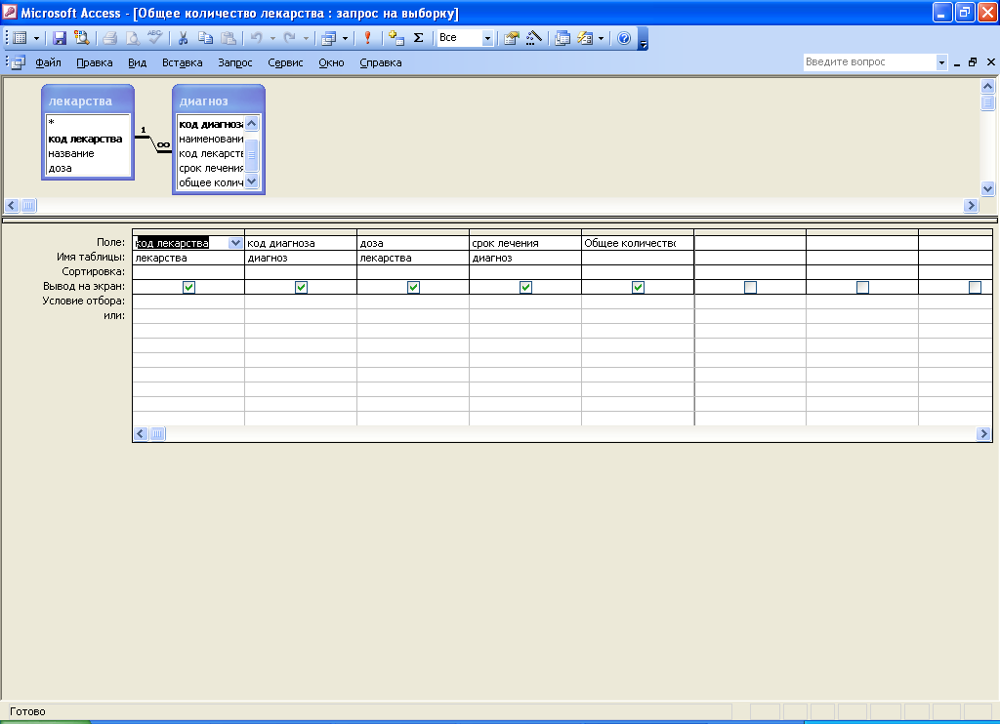 Microsoft Access - [Общее количество лекарства : запрос на выборку]
Все
Файл Правка Вид Вставка Запрос Сервис Окно Справка Введите вопрос
лекарства диагноз
*
код лекарства
название
доза
1 ∞
код диагноза
наименовани
код лекарств
срок лечения
общее колич
Поле: код лекарства код диагноза доза срок лечения Общее количество
Имя таблицы: лекарства диагноз лекарства диагноз
Сортировка:
Вывод на экран:
Условие отбора:
или:
Готово